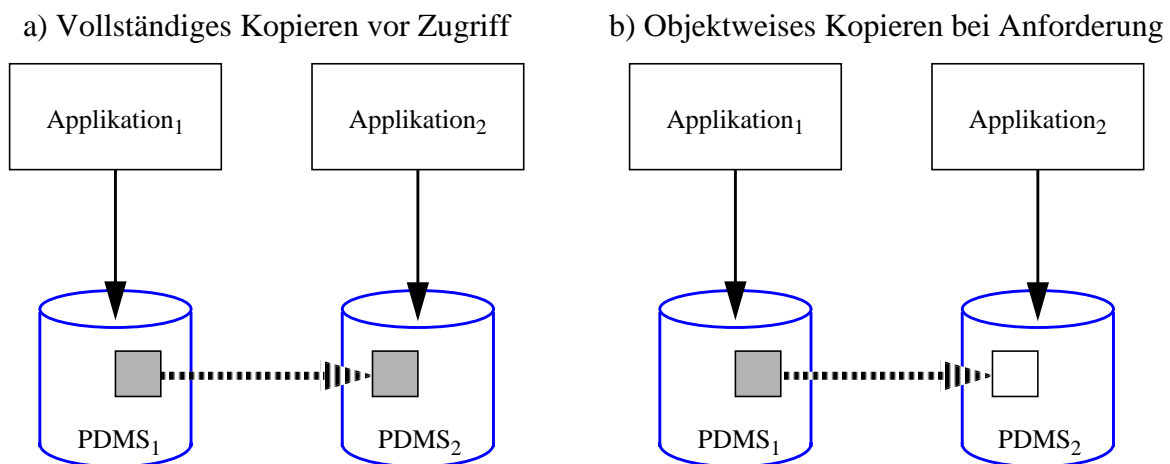 a) Vollständiges Kopieren vor Zugriff
b) Objektweises Kopieren bei Anforderung
Applikation₁
Applikation₂
Applikation₁
Applikation₂
PDMS₁
PDMS₂
PDMS₁
PDMS₂